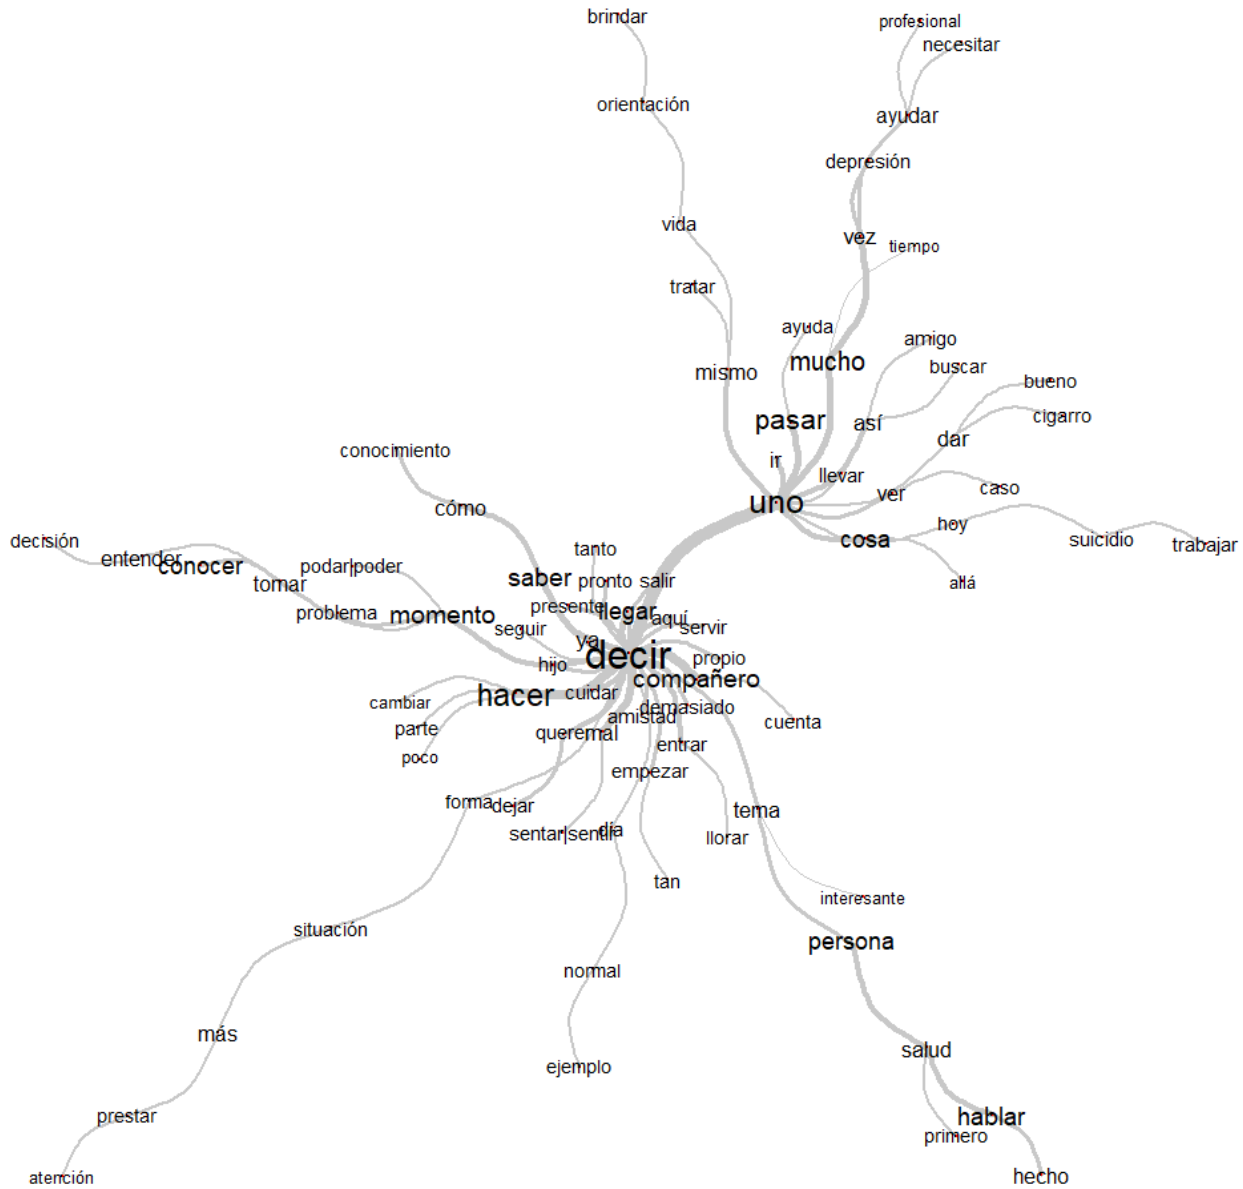 brindar
profesional
necesitar
orientación
ayudar
depresión
vida
vez
tiempo
tratar
ayuda
amigo
mucho
buscar
mismo
bueno
cigarro
pasar
así
dar
conocimiento
ir
llevar
ver
caso
uno
cómo
hoy
cosa
suicidio
trabajar
decisión
tanto
entender
conocer
podar|poder
saber
pronto
salir
allá
tomar
presente
llegar
problema
momento
aquí
seguir
servir
ya
decir
hijo
propio
compañero
hacer
cuidar
cambiar
demasiado
amistad
cuenta
parte
querer
mal
entrar
poco
empezar
forma
dejar
tema
sentar|sentir
día
llorar
tan
interesante
situación
persona
normal
más
salud
ejemplo
prestar
hablar
primero
atención
hecho